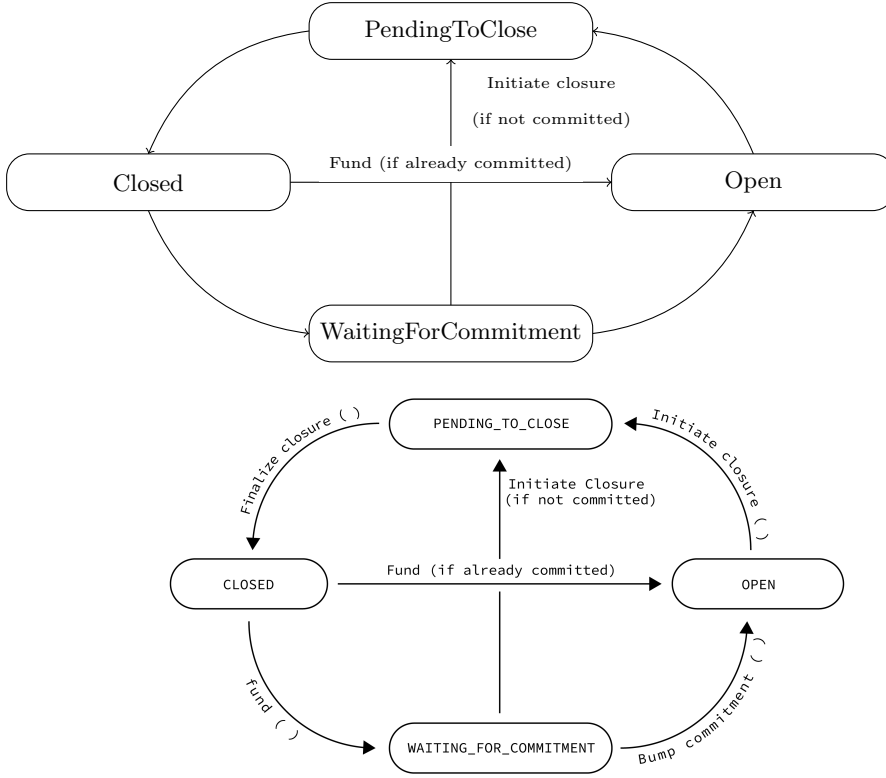 PendingToClose
Initiate closure
(if not committed)
Fund (if already committed)
Closed
Open
WaitingForCommitment
Finalize closure ( )
PENDING_TO_CLOSE
Initiate closure ( )
Initiate Closure
(if not committed)
Fund (if already committed)
CLOSED
OPEN
fund ( )
WAITING_FOR_COMMITMENT
Bump commitment ( )